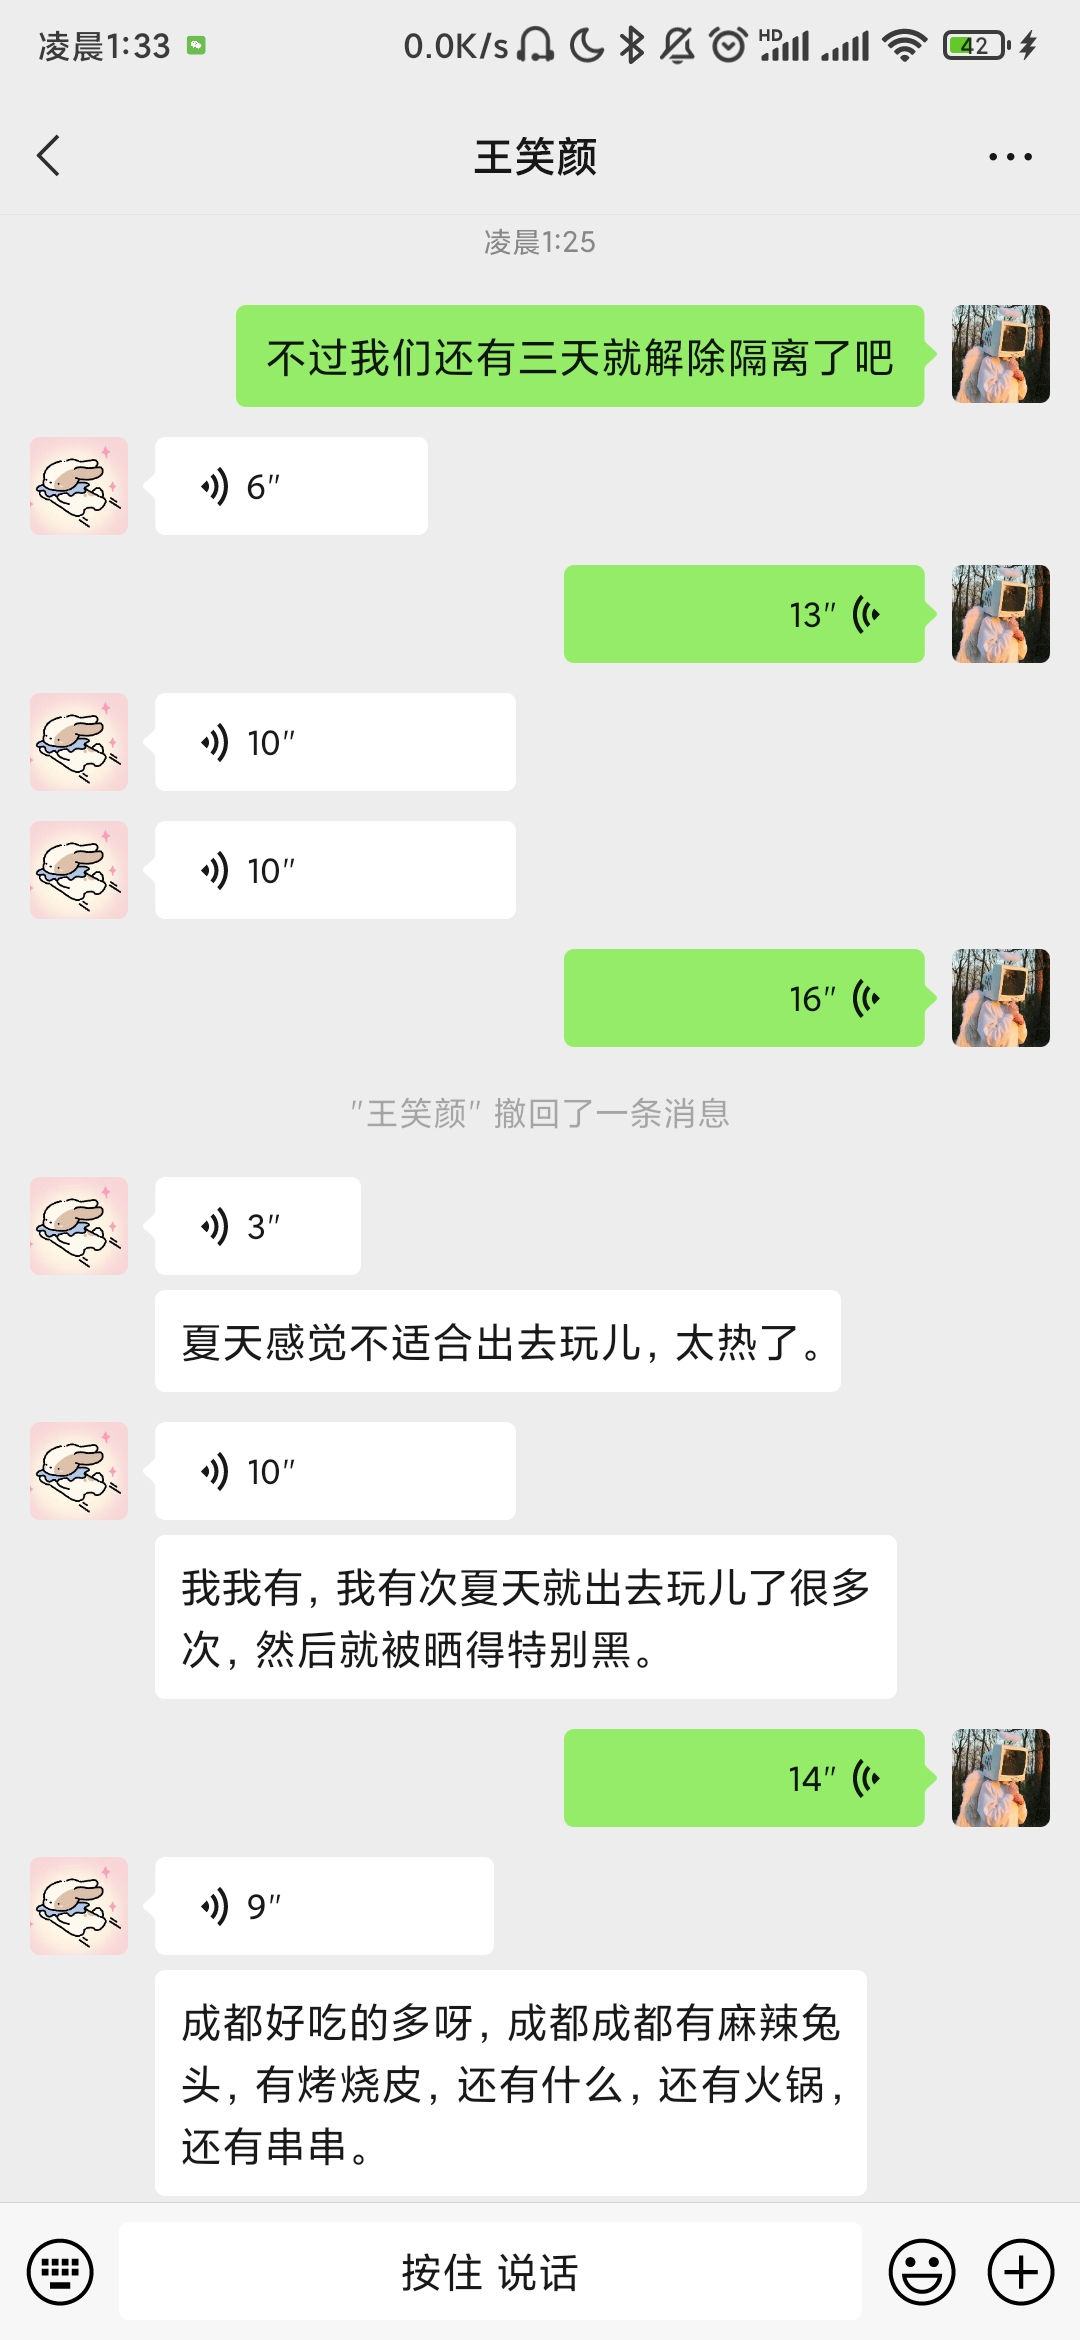 凌晨1:33 0.0K/s HD 42
王笑颜
凌晨1:25
不过我们还有三天就解除隔离了吧
6"
13"
10"
10"
16"
"王笑颜" 撤回了一条消息
3"
夏天感觉不适合出去玩儿，太热了。
10"
我我有，我有次夏天就出去玩儿了很多
次，然后就被晒得特别黑。
14"
9"
成都好吃的多呀，成都成都有麻辣兔
头，有烤烧皮，还有什么，还有火锅，
还有串串。
按住 说话